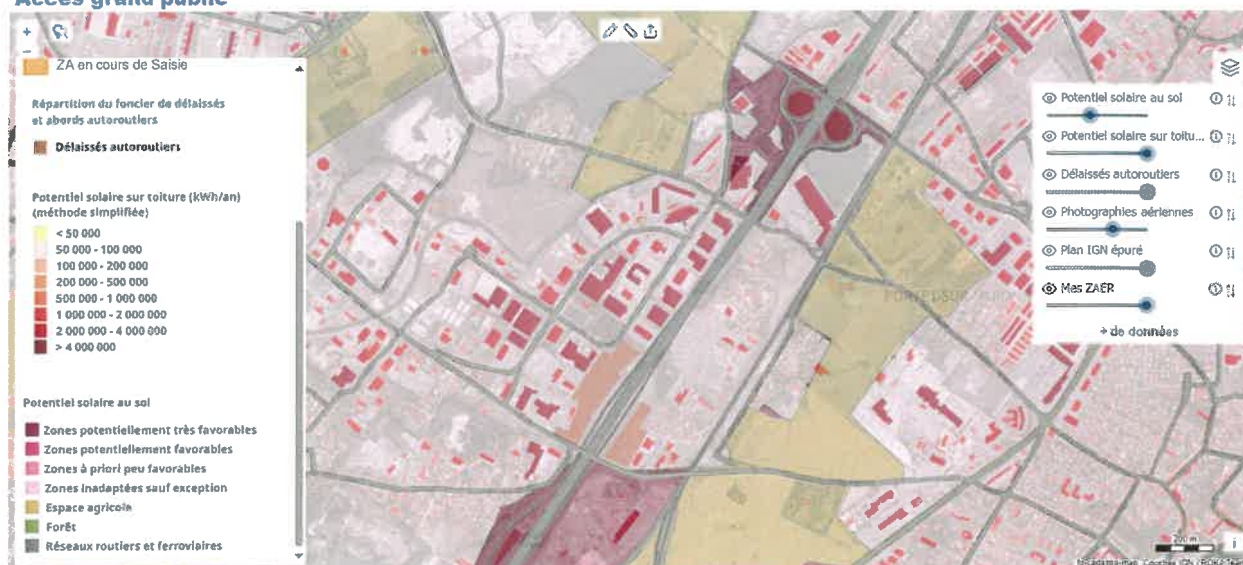 Accès grand public
+
−
ZA en cours de Saisie
Répartition du foncier de délaissés
et abords autoroutiers
Délaissés autoroutiers
Potentiel solaire sur toiture (kWh/an)
(méthode simplifiée)
< 50 000
50 000 - 100 000
100 000 - 200 000
200 000 - 500 000
500 000 - 1 000 000
1 000 000 - 2 000 000
2 000 000 - 4 000 000
> 4 000 000
Potentiel solaire au sol
Zones potentiellement très favorables
Zones potentiellement favorables
Zones à priori peu favorables
Zones inadaptées sauf exception
Espace agricole
Forêt
Réseaux routiers et ferroviaires
Potentiel solaire au sol
Potentiel solaire sur toitu...
Délaissés autoroutiers
Photographies aériennes
Plan IGN épuré
Mes ZAER
+ de données
200 m
i